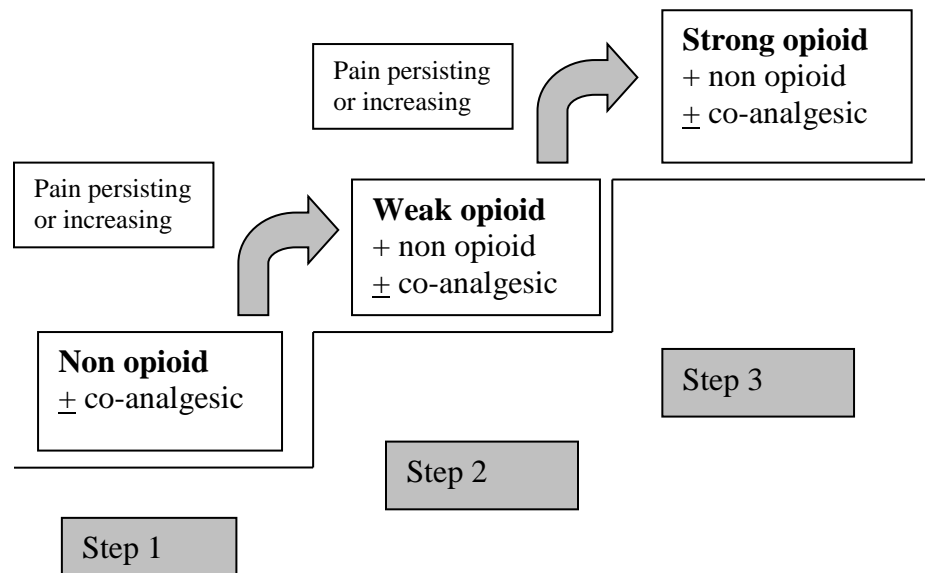 Pain persisting
or increasing
Strong opioid
+ non opioid
± co-analgesic
Pain persisting
or increasing
Weak opioid
+ non opioid
± co-analgesic
Non opioid
± co-analgesic
Step 3
Step 2
Step 1